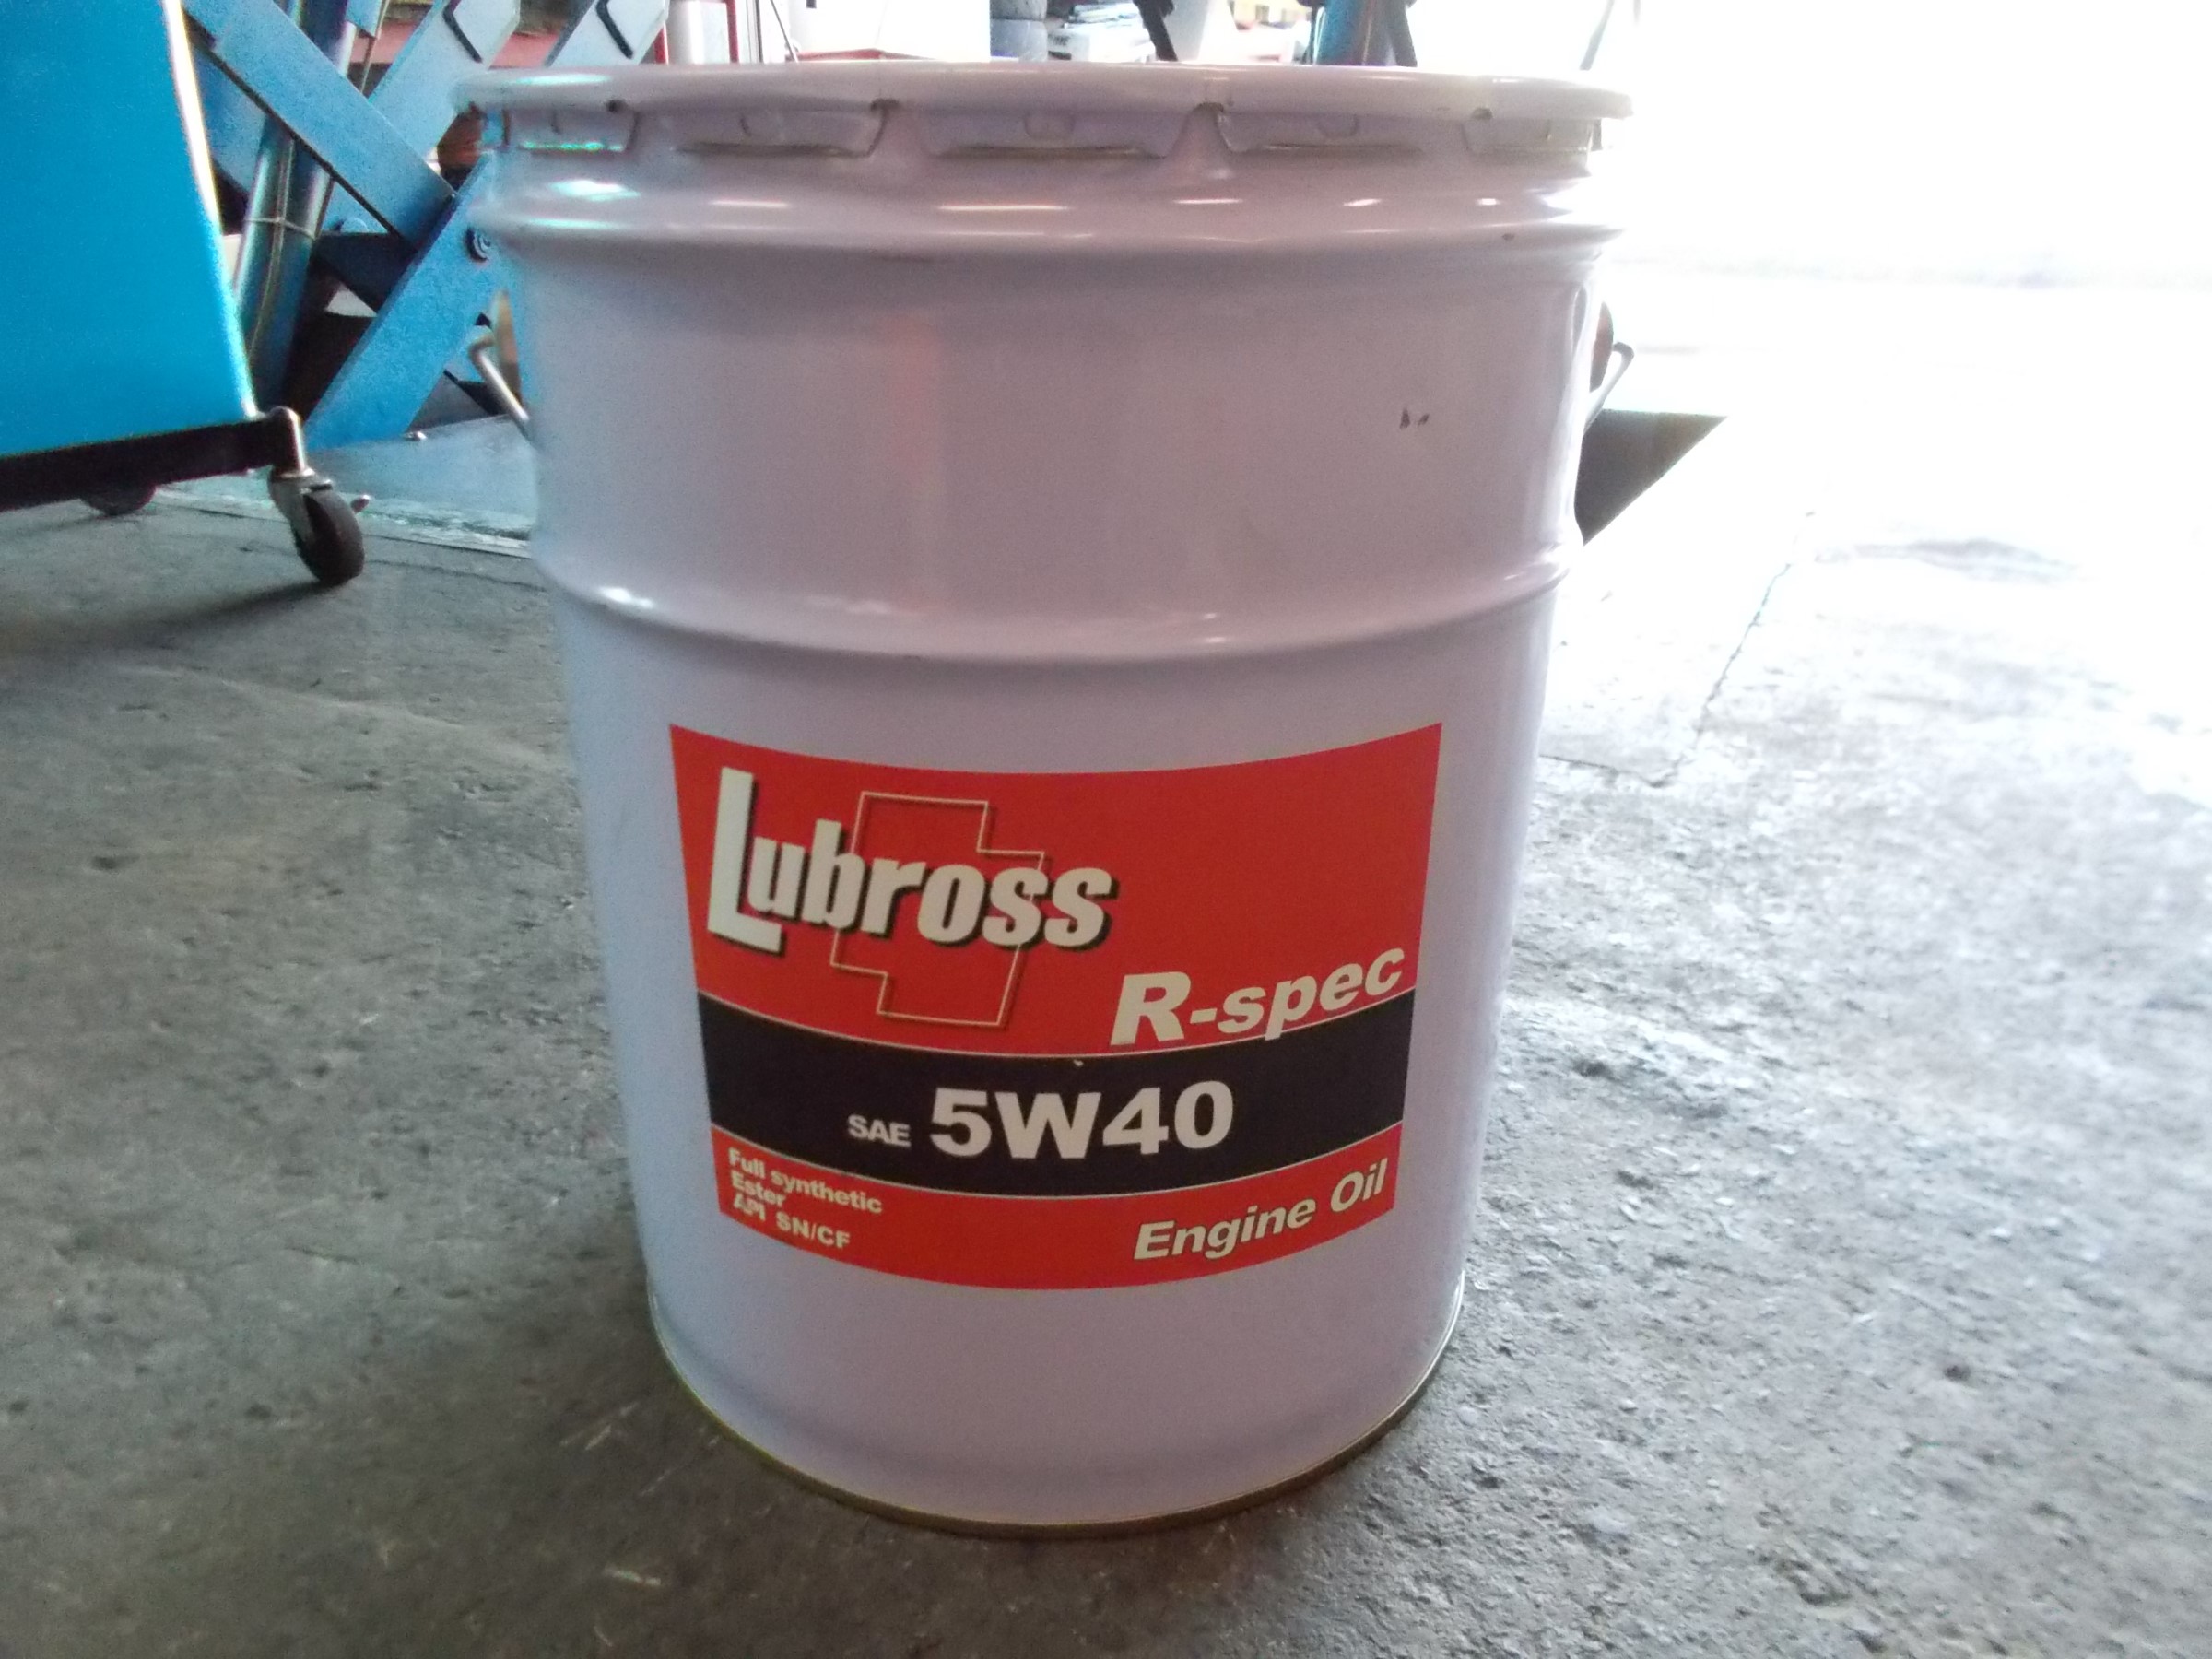 Lubross
R-spec
SAE 5W40
Full synthetic
Ester
API SN/CF
Engine Oil